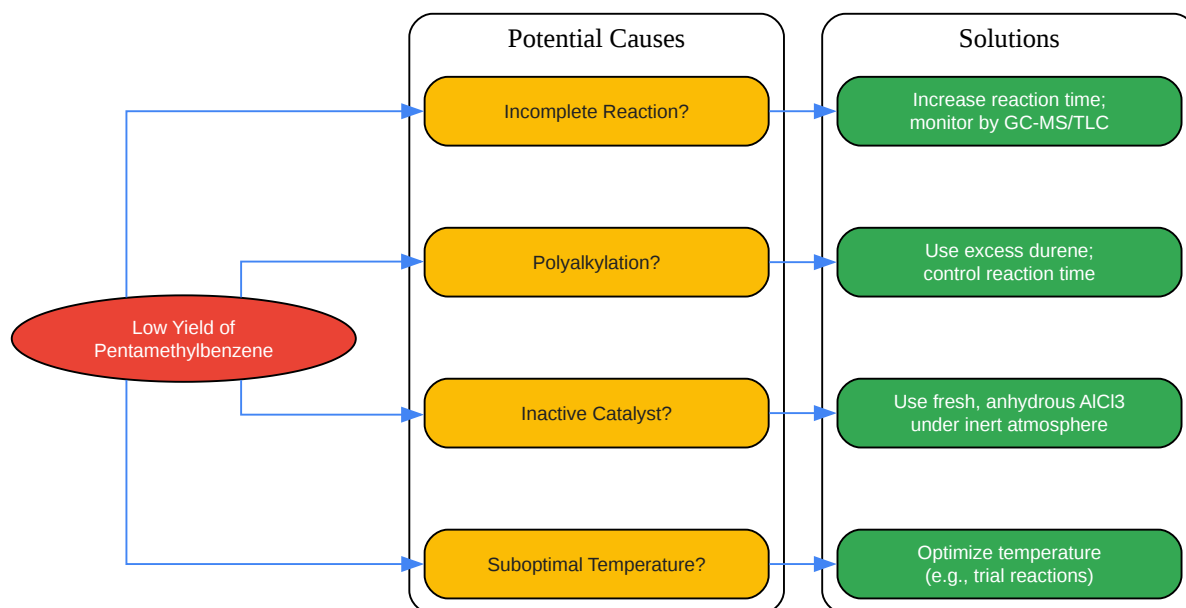 Potential Causes
Solutions
Incomplete Reaction?
Increase reaction time;
monitor by GC-MS/TLC
Polyalkylation?
Use excess durene;
control reaction time
Low Yield of
Pentamethylbenzene
Inactive Catalyst?
Use fresh, anhydrous AlCl3
under inert atmosphere
Suboptimal Temperature?
Optimize temperature
(e.g., trial reactions)